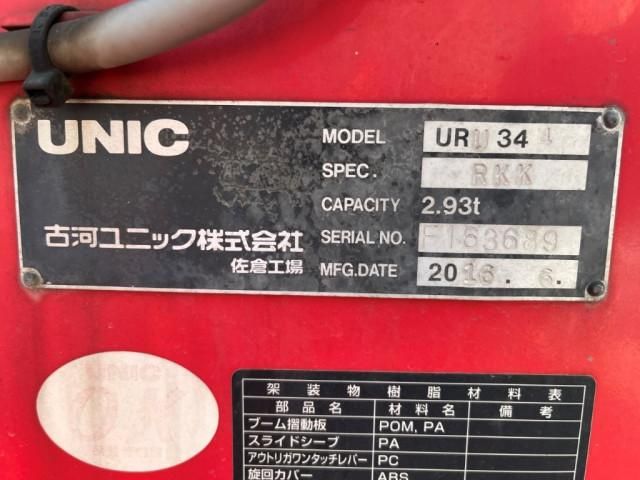 UNIC
MODEL URU344
SPEC. RKK
CAPACITY 2.93t
古河ユニック株式会社
SERIAL NO. F163689
佐倉工場
MFG.DATE 2016. 6.
UNIC
架装物樹脂材料表
部品名 材料名 備考
ブーム摺動板 POM, PA
スライドシーブ PA
アウトリガワンタッチレバー PC
旋回カバー ABS